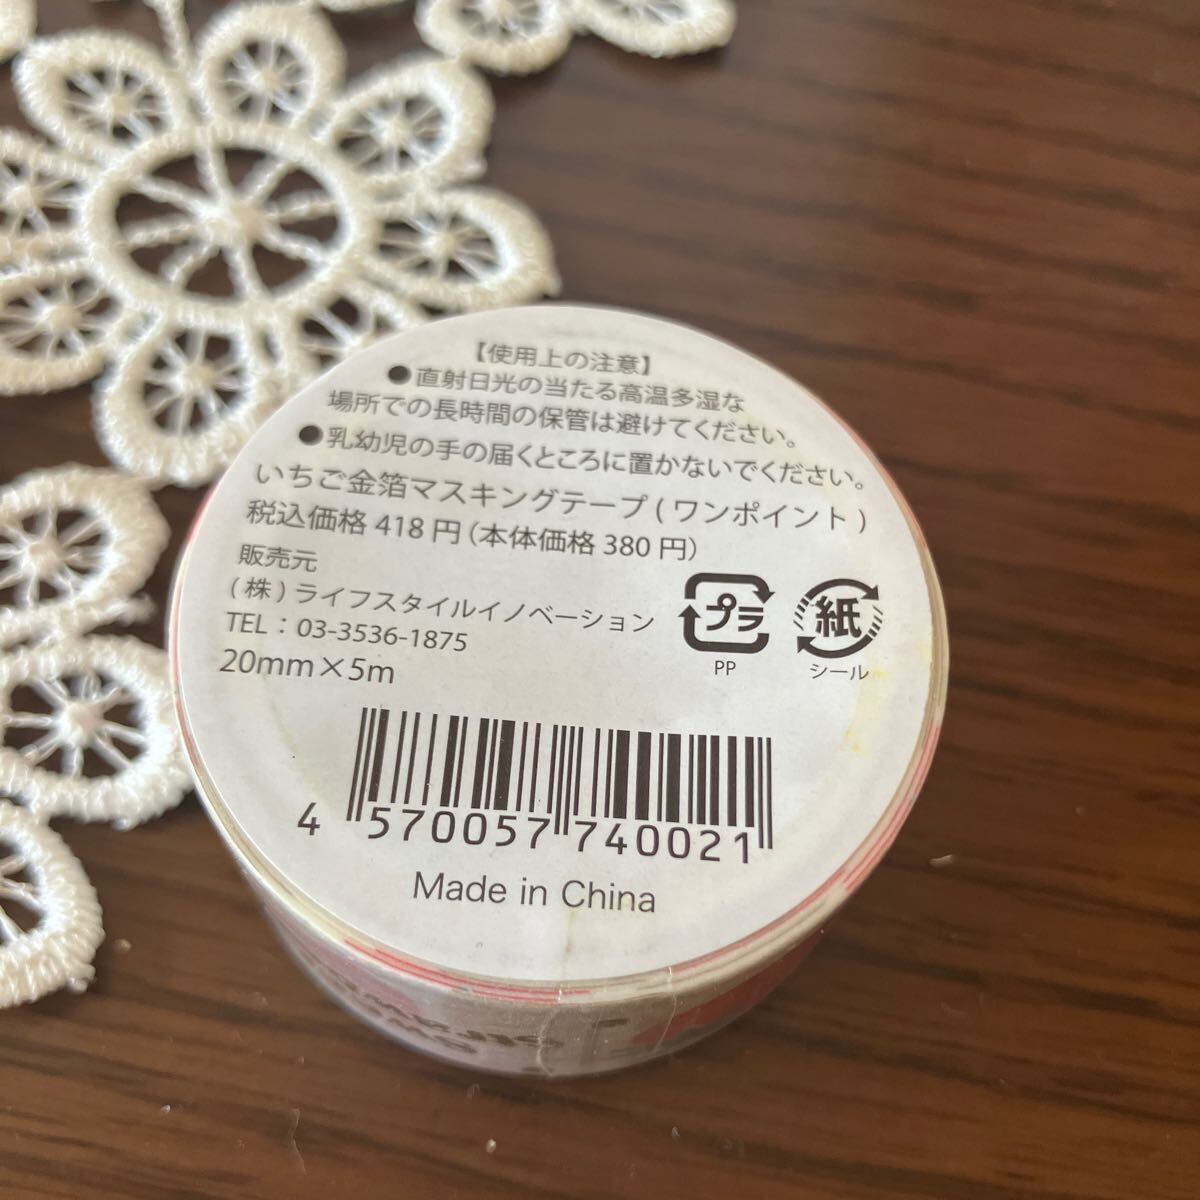 【使用上の注意】
●直射日光の当たる高温多湿な
場所での長時間の保管は避けてください。
●乳幼児の手の届くところに置かないでください。
いちご金箔マスキングテープ(ワンポイント)
税込価格 418 円(本体価格 380 円)
販売元
(株)ライフスタイルイノベーション
TEL：03-3536-1875
20mm×5m
プラ
PP
紙
シール
4 570057 740021
Made in China